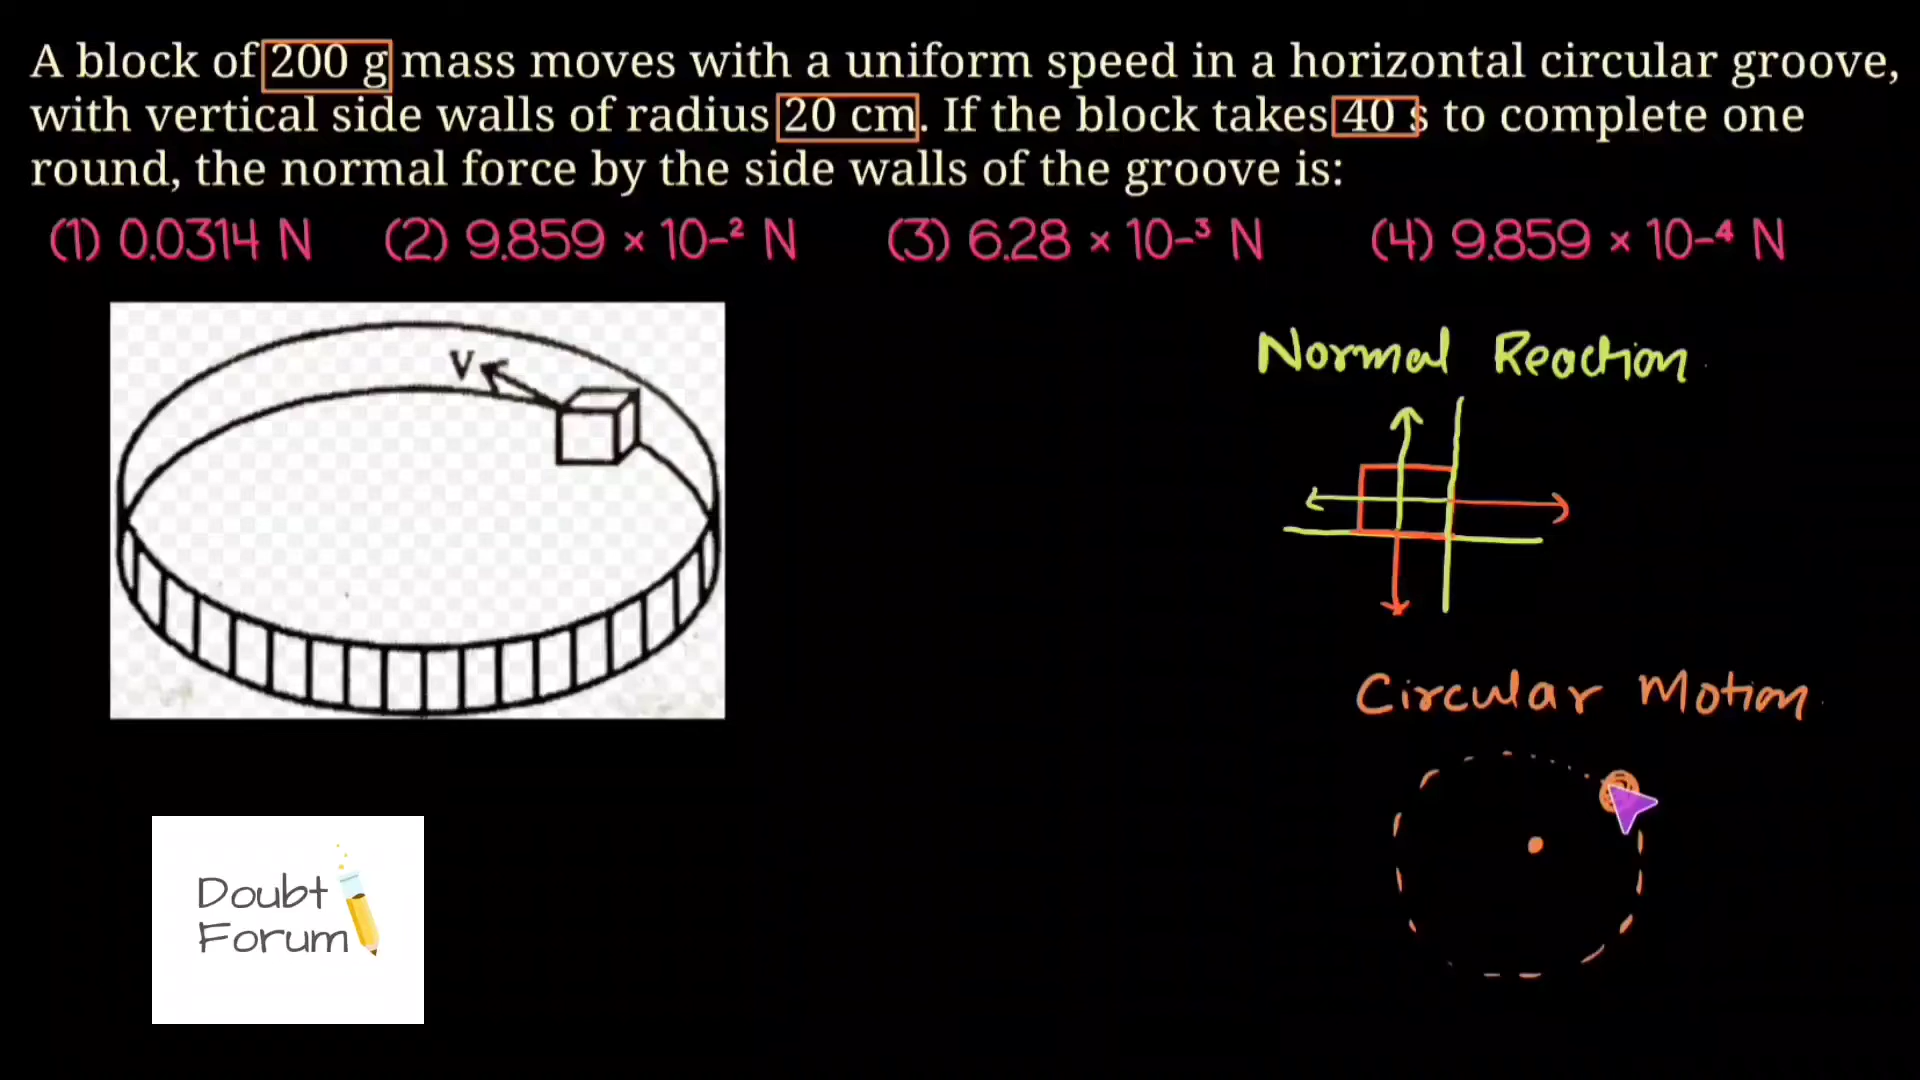 A block of 200 g mass moves with a uniform speed in a horizontal circular groove,
with vertical side walls of radius 20 cm. If the block takes 40 s to complete one
round, the normal force by the side walls of the groove is:
(1) 0.0314 N (2) 9.859 × 10-² N (3) 6.28 × 10-³ N (4) 9.859 × 10-⁴ N
Normal Reaction
V
Circular Motion
Doubt
Forum